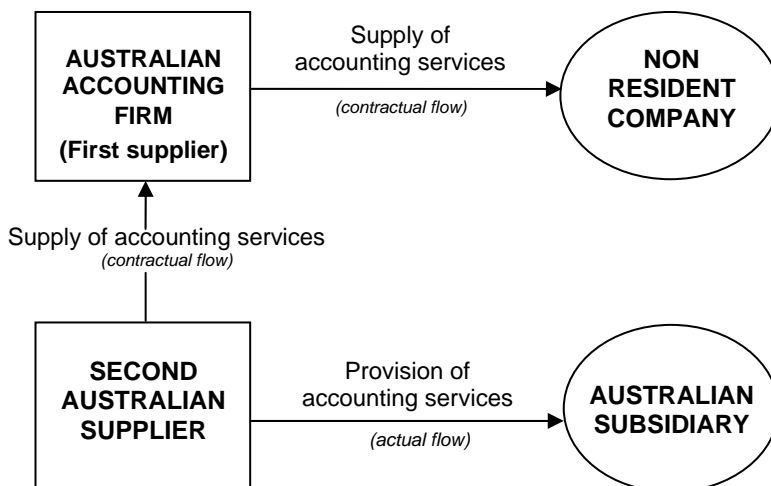 AUSTRALIAN
ACCOUNTING
FIRM
(First supplier)
Supply of
accounting services
(contractual flow)
NON
RESIDENT
COMPANY
Supply of accounting services
(contractual flow)
SECOND
AUSTRALIAN
SUPPLIER
Provision of
accounting services
(actual flow)
AUSTRALIAN
SUBSIDIARY